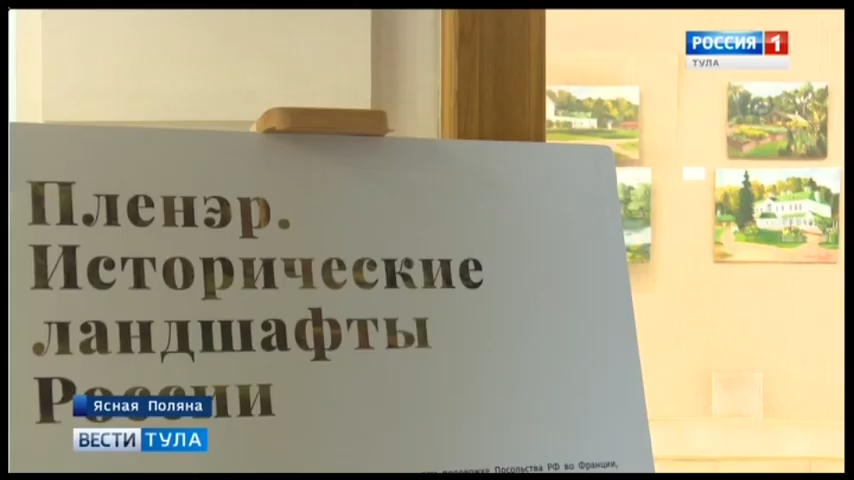 РОССИЯ 1
ТУЛА
Пленэр.
Исторические
ландшафты
России
Ясная Поляна
ВЕСТИ ТУЛА
Посольства РФ во Франции,